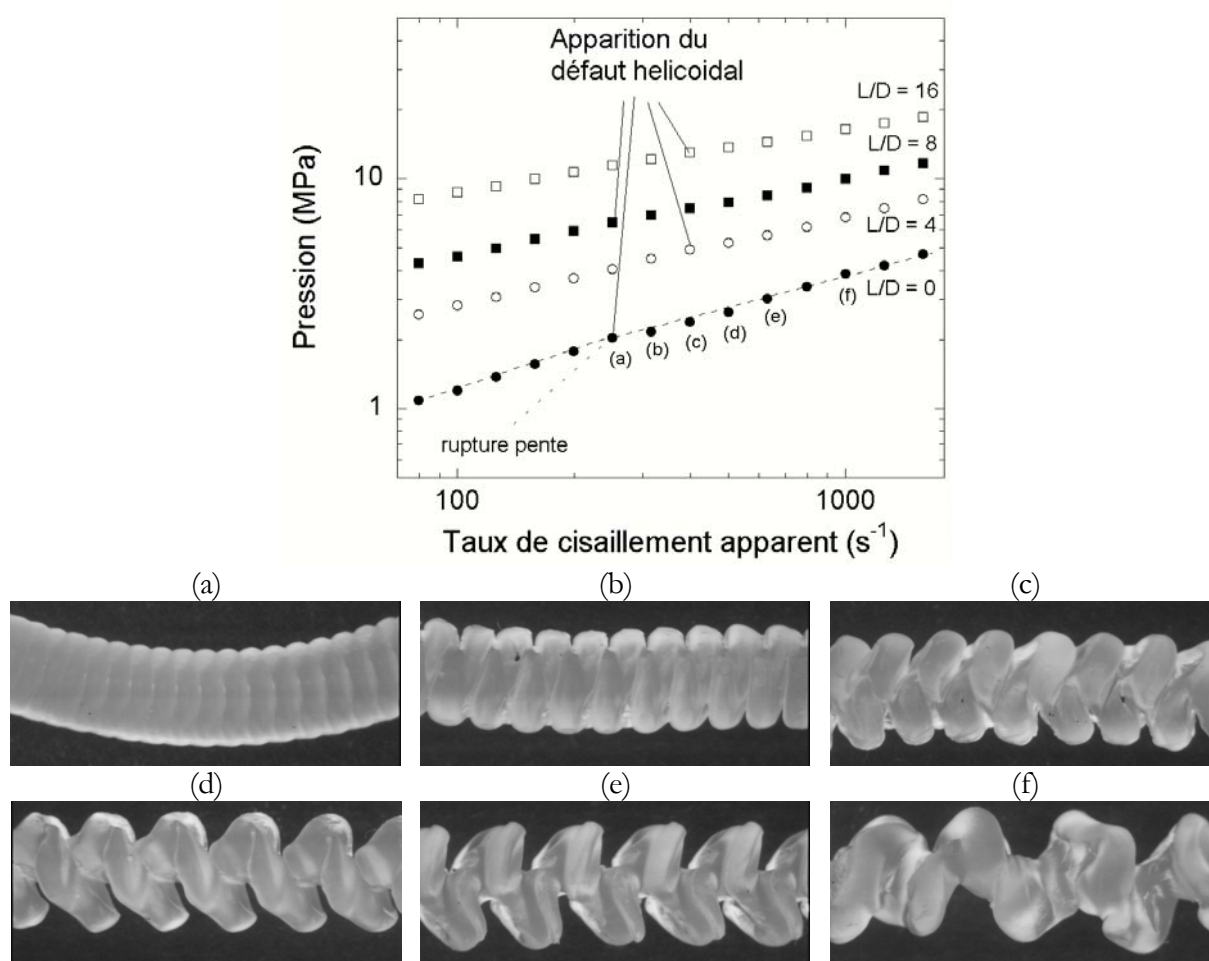 Apparition du
défaut helicoidal
L/D = 16
L/D = 8
L/D = 4
L/D = 0
10
1
Pression (MPa)
(a)
(b)
(c)
(d)
(e)
(f)
rupture pente
100
1000
Taux de cisaillement apparent (s⁻¹)
(a)
(b)
(c)
(d)
(e)
(f)